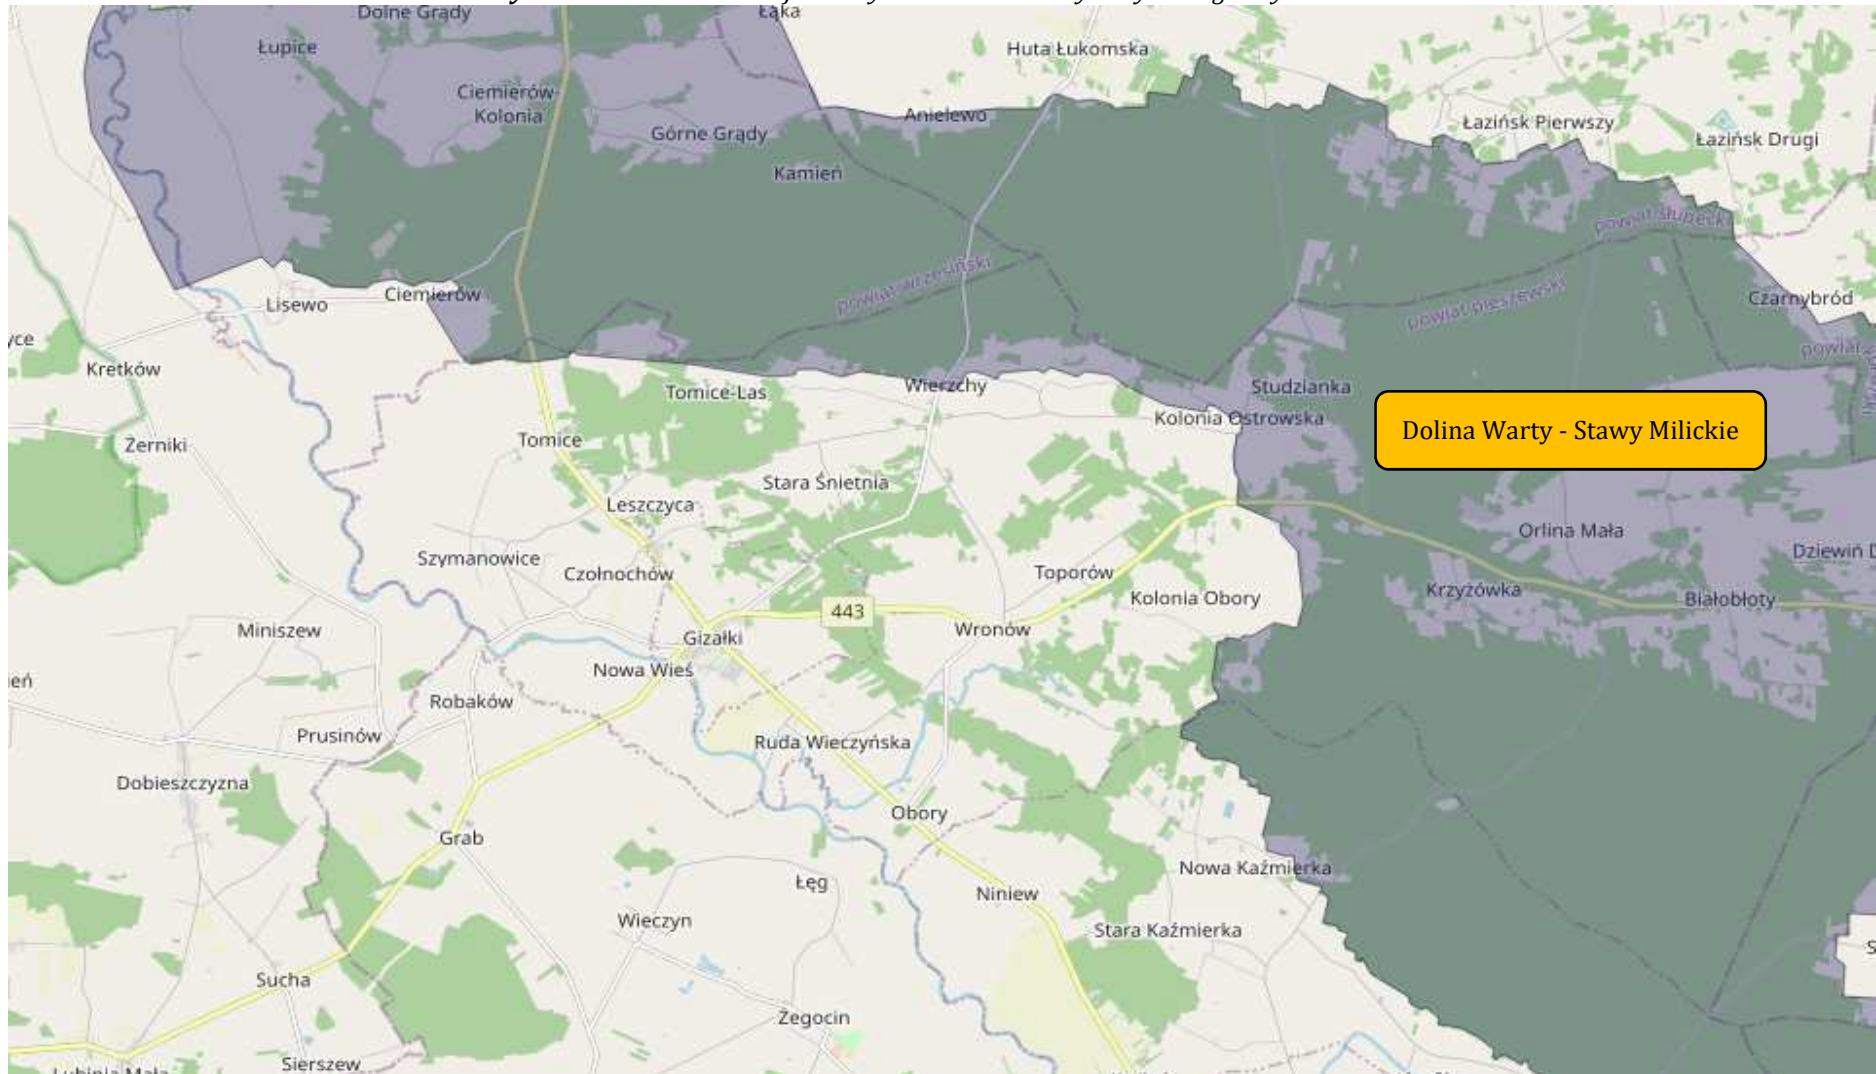 Dolne Grądy
Łąka
Łupice
Huta Łukomska
Ciemierów-
Kolonia
Anielewo
Górne Grądy
Łazińsk Pierwszy
Łazińsk Drugi
Kamień
powiat słupecki
powiat wrzesiński
powiat pleszewski
Ciemierów
Lisewo
Czarnybród
Kretków
powiat
Tomice-Las
Wierzchy
Studzianka
Kolonia Ostrowska
Dolina Warty - Stawy Milickie
Żerniki
Tomice
Stara Śnietnia
Leszczyca
Orlina Mała
Szymanowice
Czołnochów
Toporów
Krzyżówka
Kolonia Obory
Białobłoty
443
Miniszew
Gizałki
Wronów
Nowa Wieś
Robaków
Prusinów
Ruda Wieczyńska
Dobieszczyzna
Grab
Obory
Łęg
Nowa Kaźmierka
Niniew
Wieczyn
Stara Kaźmierka
Sucha
Żegocin
Sierszew